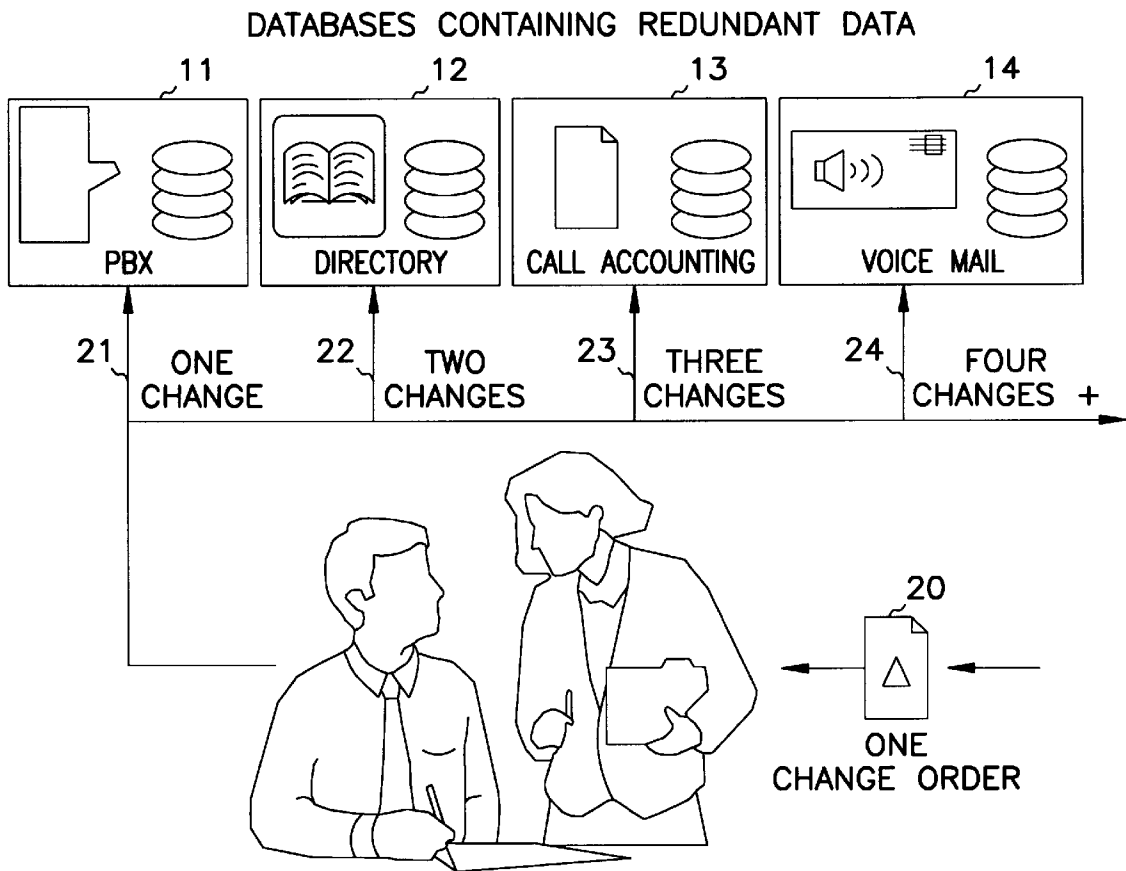 DATABASES CONTAINING REDUNDANT DATA
11
12
13
14
PBX
DIRECTORY
CALL ACCOUNTING
VOICE MAIL
21
ONE
CHANGE
22
TWO
CHANGES
23
THREE
CHANGES
24
FOUR
CHANGES +
20
ONE
CHANGE ORDER